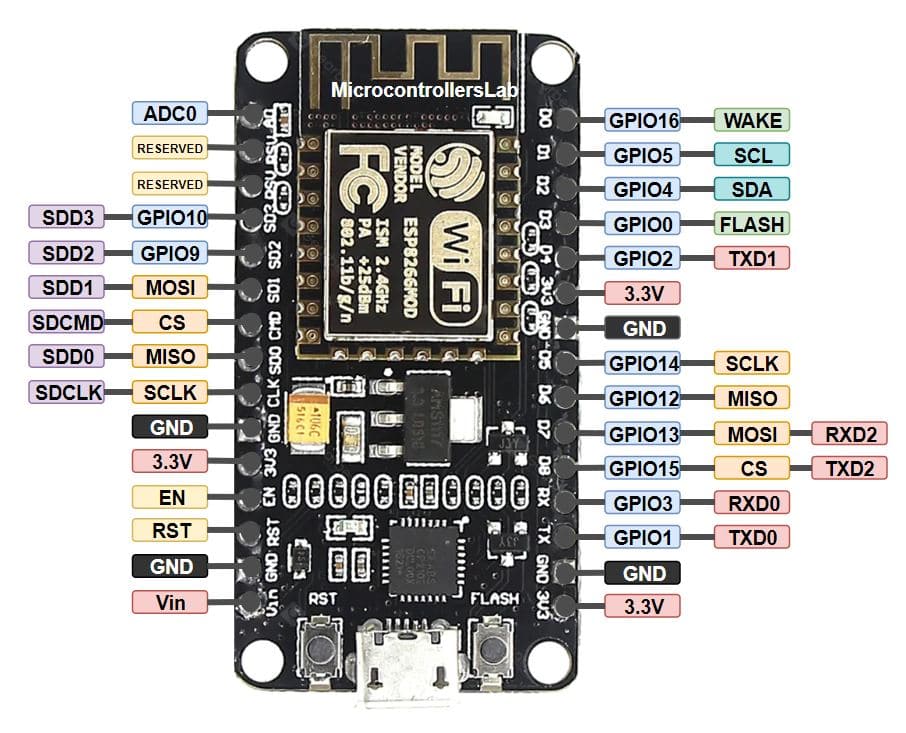 MicrocontrollersLab
ADC0 A0 D0 GPIO16 WAKE
RESERVED RSV D1 GPIO5 SCL
RESERVED RSV D2 GPIO4 SDA
SDD3 GPIO10 SD3 D3 GPIO0 FLASH
SDD2 GPIO9 SD2 D4 GPIO2 TXD1
SDD1 MOSI SD1 3V3 3.3V
SDCMD CS CMD GND GND
SDD0 MISO SD0 D5 GPIO14 SCLK
SDCLK SCLK CLK D6 GPIO12 MISO
GND GND D7 GPIO13 MOSI RXD2
3.3V 3V3 D8 GPIO15 CS TXD2
EN EN RX GPIO3 RXD0
RST RST TX GPIO1 TXD0
GND GND GND GND
Vin Vin 3V3 3.3V
MODEL
VENDOR
ESP8266MOD
WiFi
FC
ISM 2.4GHz
PA +25dBm
802.11b/g/n
RST
FLASH